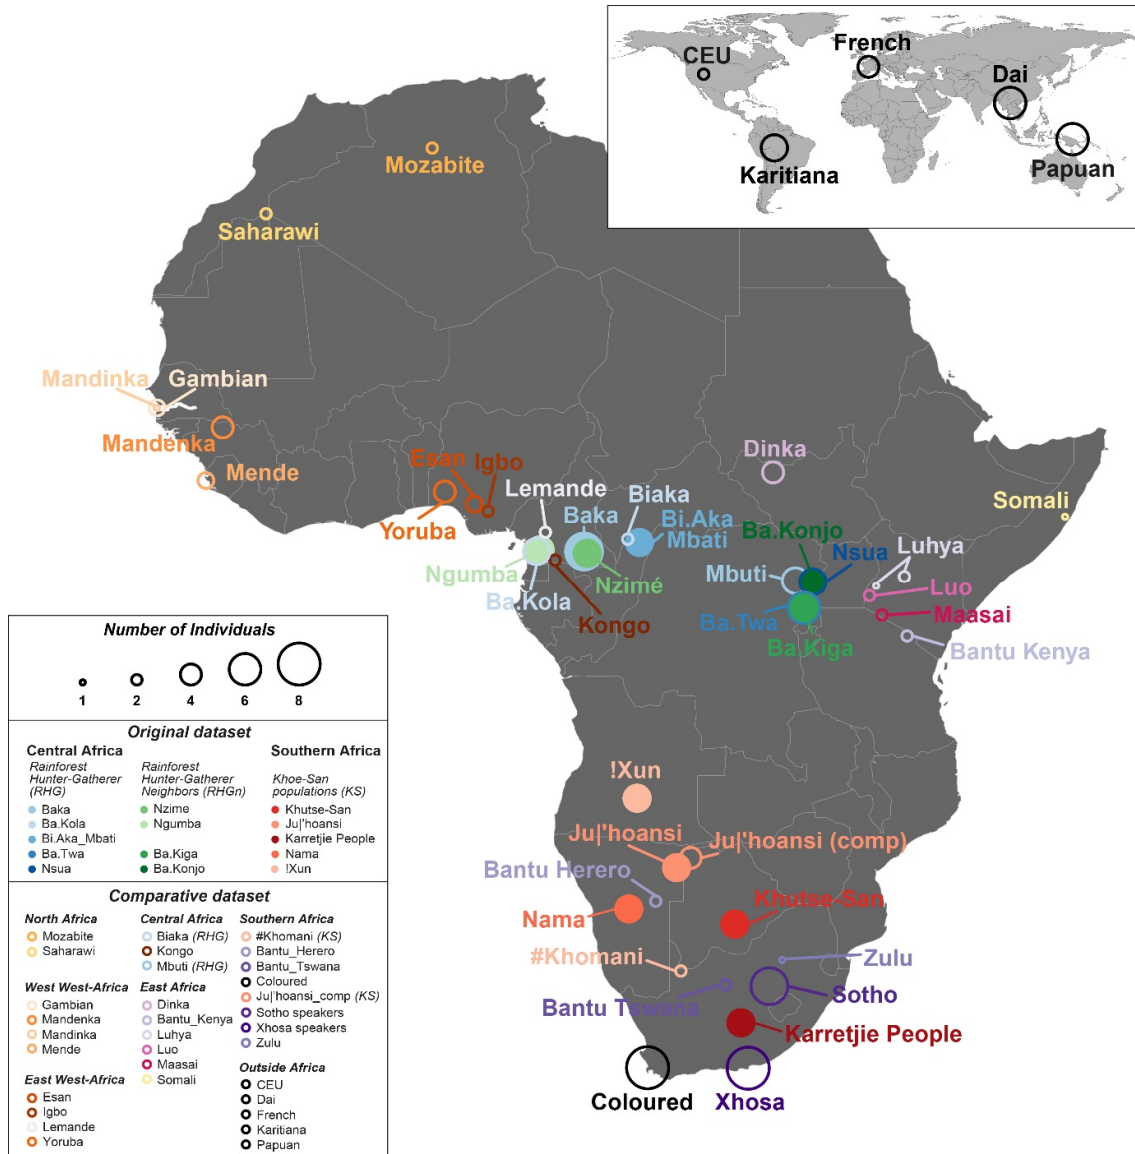 French
CEU
Dai
Karitiana
Papuan
Mozabite
Saharawi
Mandinka
Gambian
Mandenka
Mende
Esan
Igbo
Yoruba
Lemande
Biaka
Baka
Bi.Aka
Mbati
Dinka
Somali
Ba.Konjo
Nsua
Luhya
Ngumba
Nzimé
Mbuti
Luo
Ba.Kola
Kongo
Ba.Twa
Maasai
Ba.Kiga
Bantu Kenya
!Xun
Ju|'hoansi
Ju|'hoansi (comp)
Bantu Herero
Nama
Khutse-San
#Khomani
Zulu
Bantu Tswana
Sotho
Karretjie People
Coloured
Xhosa
Number of Individuals
1 2 4 6 8
Original dataset
Central Africa
Rainforest
Hunter-Gatherer
(RHG)
Baka
Ba.Kola
Bi.Aka_Mbati
Ba.Twa
Nsua
Rainforest
Hunter-Gatherer
Neighbors (RHGn)
Nzime
Ngumba
Ba.Kiga
Ba.Konjo
Southern Africa
Khoe-San
populations (KS)
Khutse-San
Ju|'hoansi
Karretjie People
Nama
!Xun
Comparative dataset
North Africa
Mozabite
Saharawi
West West-Africa
Gambian
Mandenka
Mandinka
Mende
East West-Africa
Esan
Igbo
Lemande
Yoruba
Central Africa
Biaka (RHG)
Kongo
Mbuti (RHG)
East Africa
Dinka
Bantu_Kenya
Luhya
Luo
Maasai
Somali
Southern Africa
#Khomani (KS)
Bantu_Herero
Bantu_Tswana
Coloured
Ju|'hoansi_comp (KS)
Sotho speakers
Xhosa speakers
Zulu
Outside Africa
CEU
Dai
French
Karitiana
Papuan